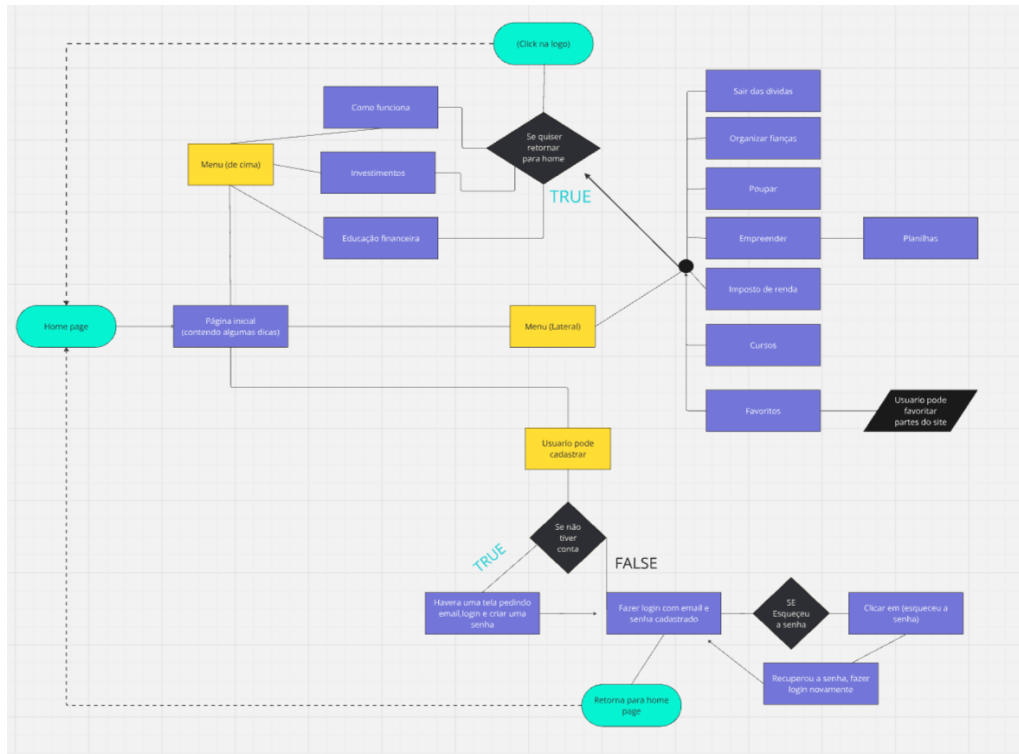 (Click na logo)
Como funciona
Menu (de cima)
Investimentos
Educação financeira
Se quiser
retornar
para home
TRUE
Sair das dívidas
Organizar fianças
Poupar
Empreender
Planilhas
Imposto de renda
Cursos
Favoritos
Usuario pode
favoritar
partes do site
Home page
Página inicial
(contendo algumas dicas)
Menu (Lateral)
Usuario pode
cadastrar
Se não
tiver
conta
TRUE
FALSE
Havera uma tela pedindo
email,login e criar uma
senha
Fazer login com email e
senha cadastrado
SE
Esqueçeu
a senha
Clicar em (esqueceu a
senha)
Recuperou a senha, fazer
login novamente
Retorna para home
page